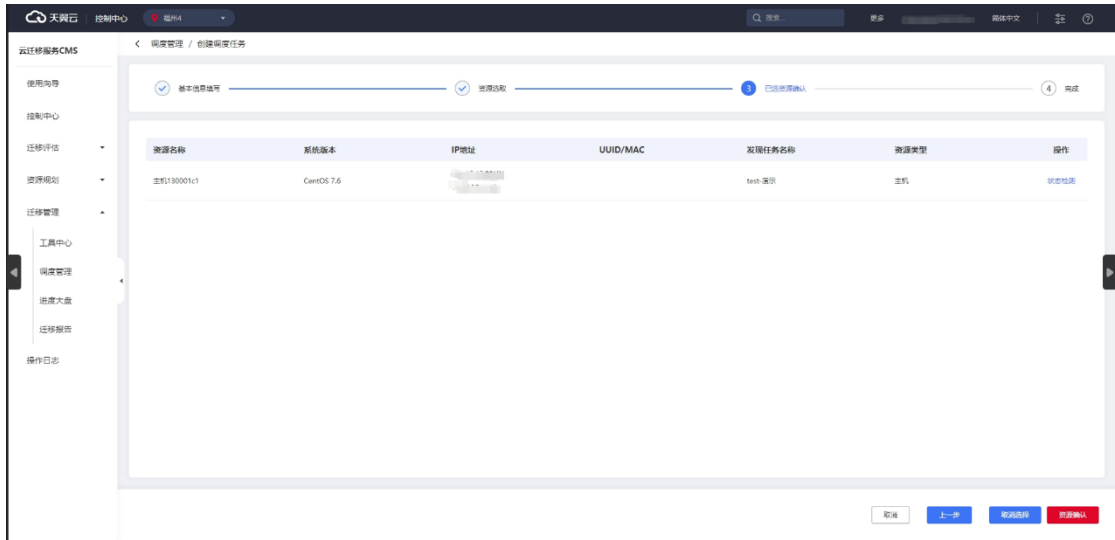 天翼云 控制中心 福州4 搜索... 更多 简体中文
云迁移服务CMS
调度管理 / 创建调度任务
使用向导
控制中心
迁移评估
资源规划
迁移管理
工具中心
调度管理
进度大盘
迁移报告
操作日志
基本信息填写 资源选取 3 已选资源确认 4 完成
资源名称 系统版本 IP地址 UUID/MAC 发现任务名称 资源类型 操作
主机130001c1 CentOS 7.6 test-演示 主机 状态检测
取消 上一步 取消选择 资源确认